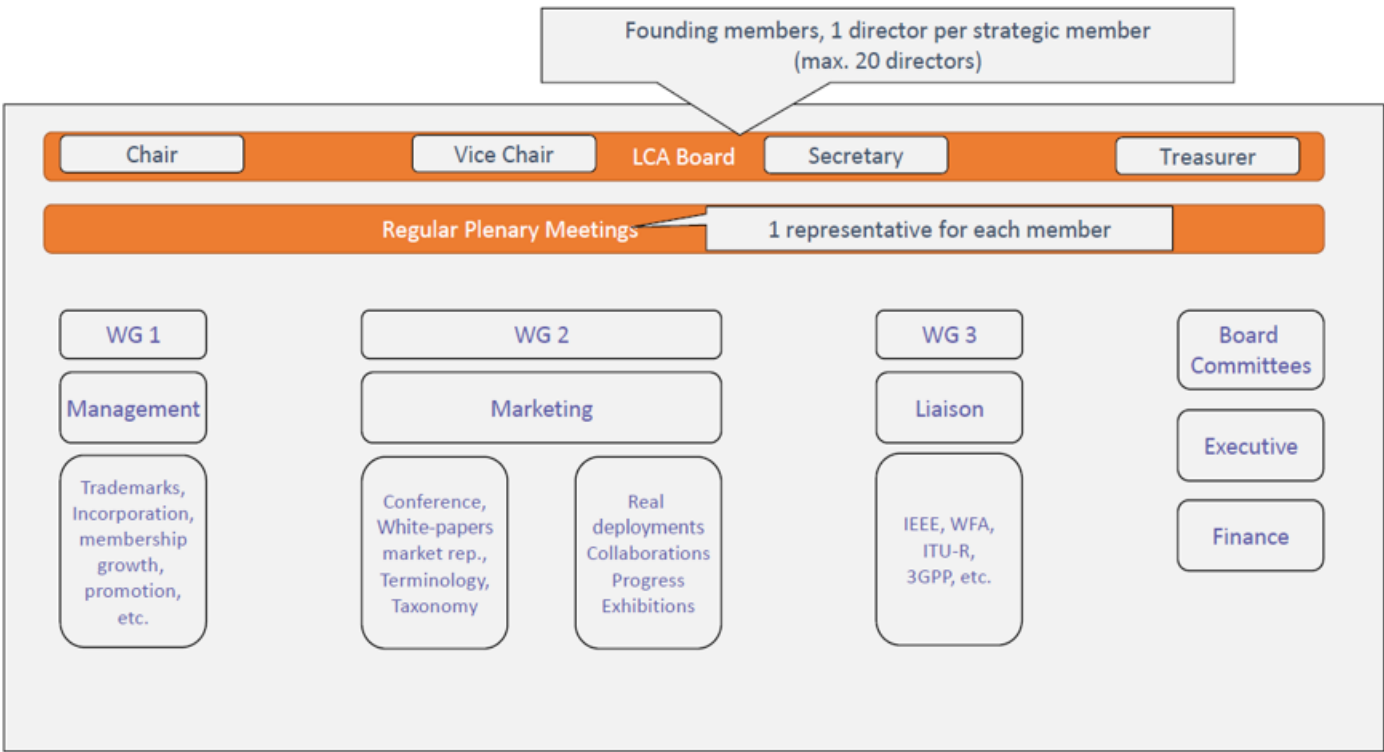 Founding members, 1 director per strategic member
(max. 20 directors)
Chair
Vice Chair
LCA Board
Secretary
Treasurer
Regular Plenary Meetings
1 representative for each member
WG 1
Management
Trademarks,
Incorporation,
membership
growth,
promotion,
etc.
WG 2
Marketing
Conference,
White-papers
market rep.,
Terminology,
Taxonomy
Real
deployments
Collaborations
Progress
Exhibitions
WG 3
Liaison
IEEE, WFA,
ITU-R,
3GPP, etc.
Board
Committees
Executive
Finance